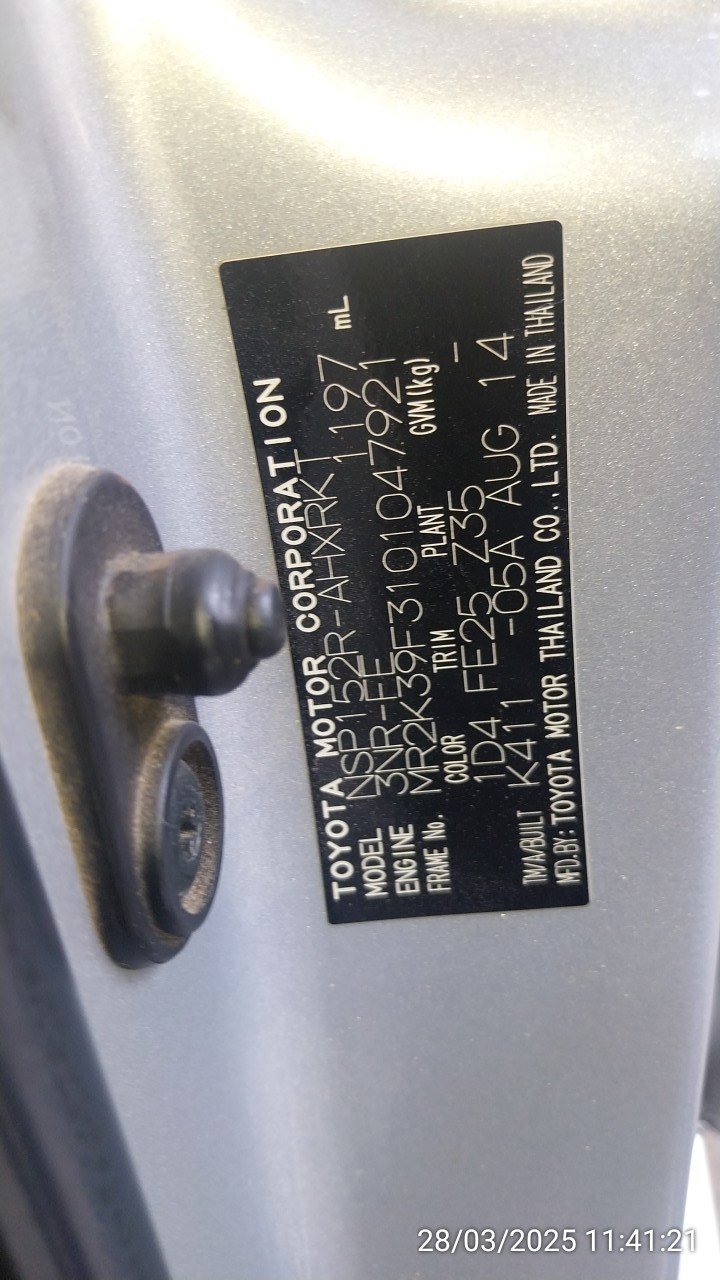 TOYOTA MOTOR CORPORATION
MODEL NSP152R-AHXRKT 1197 mL
ENGINE 3NR-FE
FRAME No. MR2K39F3101047921
COLOR TRIM PLANT GVM(kg)
1D4 FE25 Z35 —
K411 -05A AUG 14
TM/A/BUILT
MFD.BY: TOYOTA MOTOR THAILAND CO.,LTD. MADE IN THAILAND
28/03/2025 11:41:21